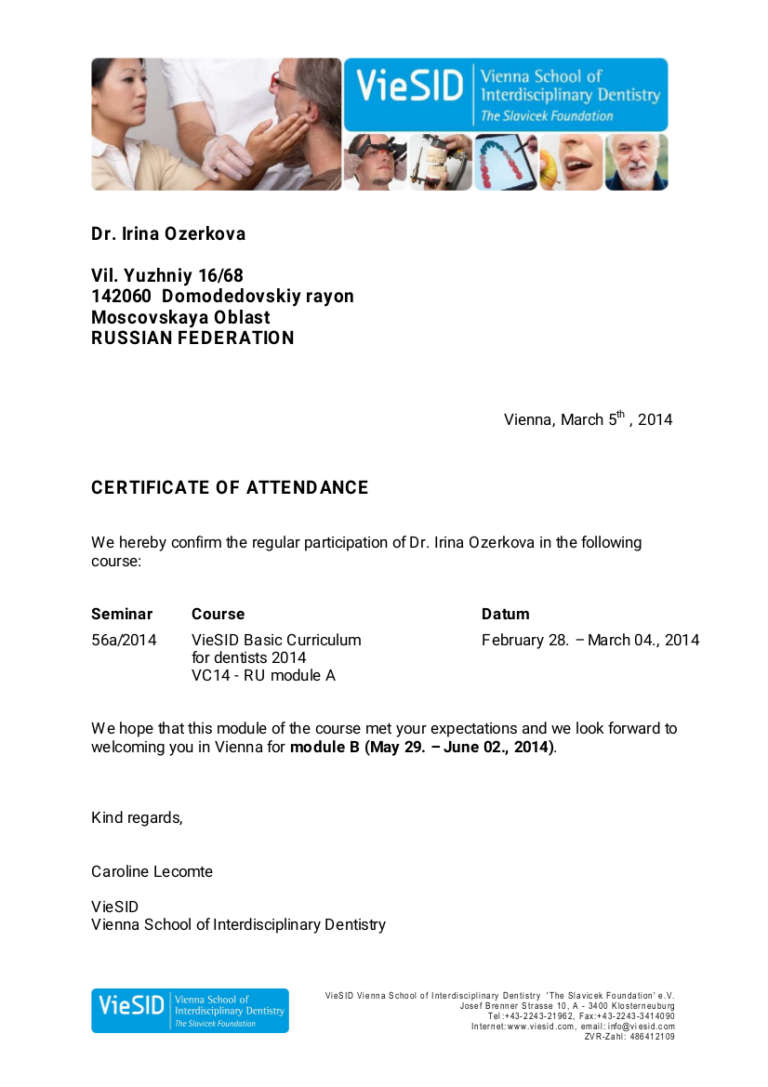 VieSID
Vienna School of
Interdisciplinary Dentistry
The Slavicek Foundation
Dr. Irina Ozerkova
Vil. Yuzhniy 16/68
142060 Domodedovskiy rayon
Moscovskaya Oblast
RUSSIAN FEDERATION
Vienna, March 5th , 2014
CERTIFICATE OF ATTENDANCE
We hereby confirm the regular participation of Dr. Irina Ozerkova in the following
course:
Seminar Course Datum
56a/2014 VieSID Basic Curriculum February 28. – March 04., 2014
for dentists 2014
VC14 - RU module A
We hope that this module of the course met your expectations and we look forward to
welcoming you in Vienna for module B (May 29. – June 02., 2014).
Kind regards,
Caroline Lecomte
VieSID
Vienna School of Interdisciplinary Dentistry
VieSID
Vienna School of
Interdisciplinary Dentistry
The Slavicek Foundation
VieSID Vienna School of Interdisciplinary Dentistry 'The Slavicek Foundation' e.V.
Josef Brenner Strasse 10, A - 3400 Klosterneuburg
Tel:+43-2243-21962, Fax:+43-2243-3414090
Internet:www.viesid.com, email:info@viesid.com
ZVR-Zahl: 486412109